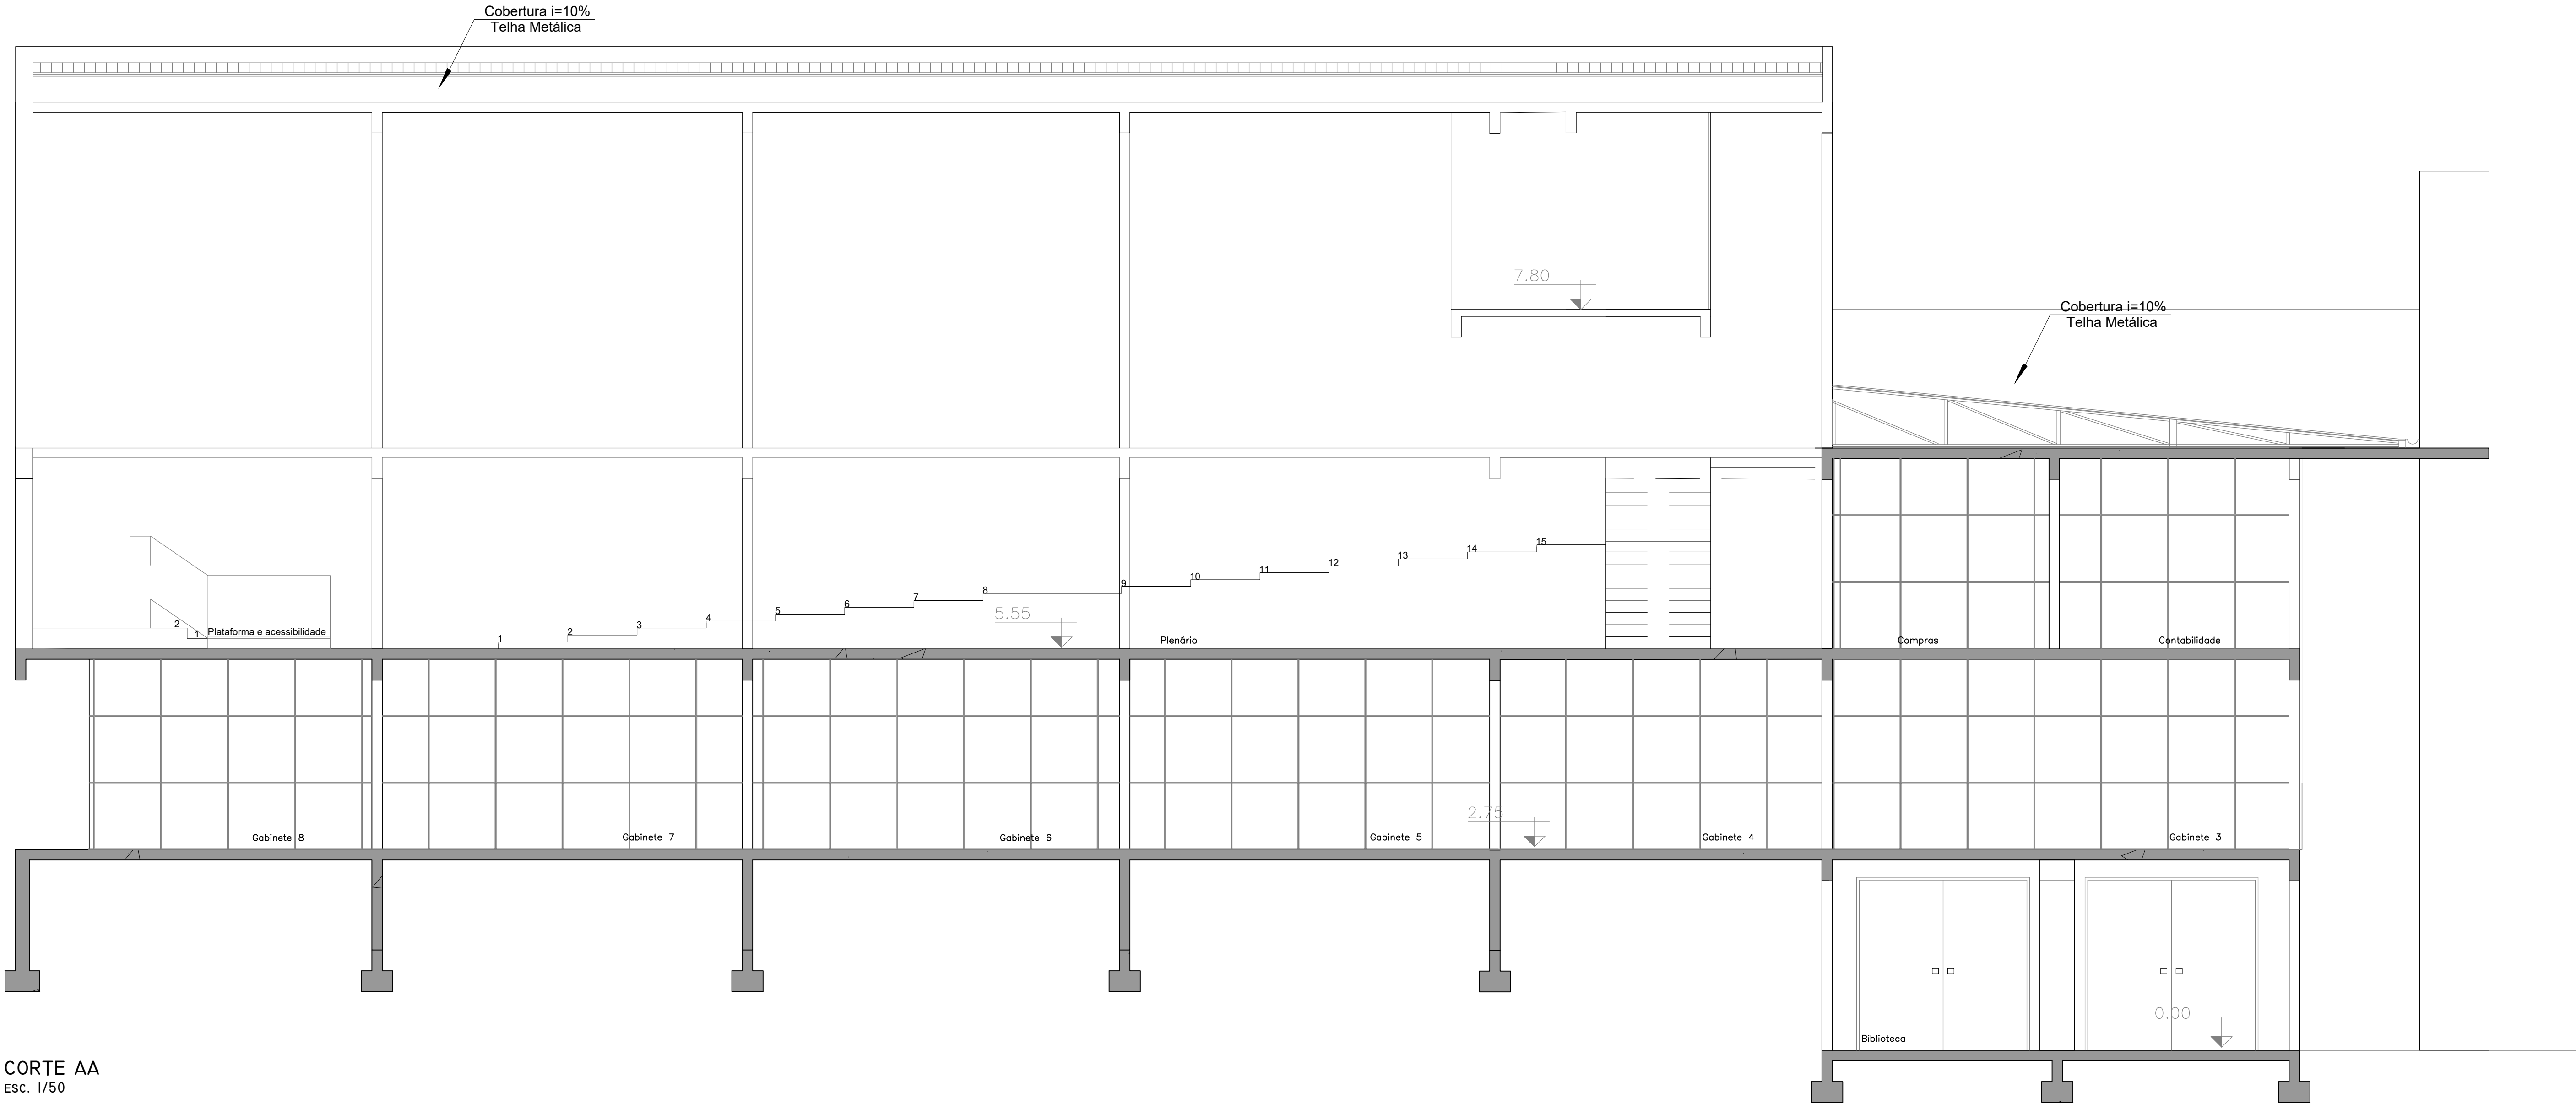 Cobertura i=10%
Telha Metálica
7.80
Cobertura i=10%
Telha Metálica
15
14
13
12
11
10
9
8
7
6
5
4
3
2
1
5.55
2
1
Plataforma e acessibilidade
Plenário
Compras
Contabilidade
2.75
Gabinete 8
Gabinete 7
Gabinete 6
Gabinete 5
Gabinete 4
Gabinete 3
0.00
Biblioteca
CORTE AA
ESC. 1/50